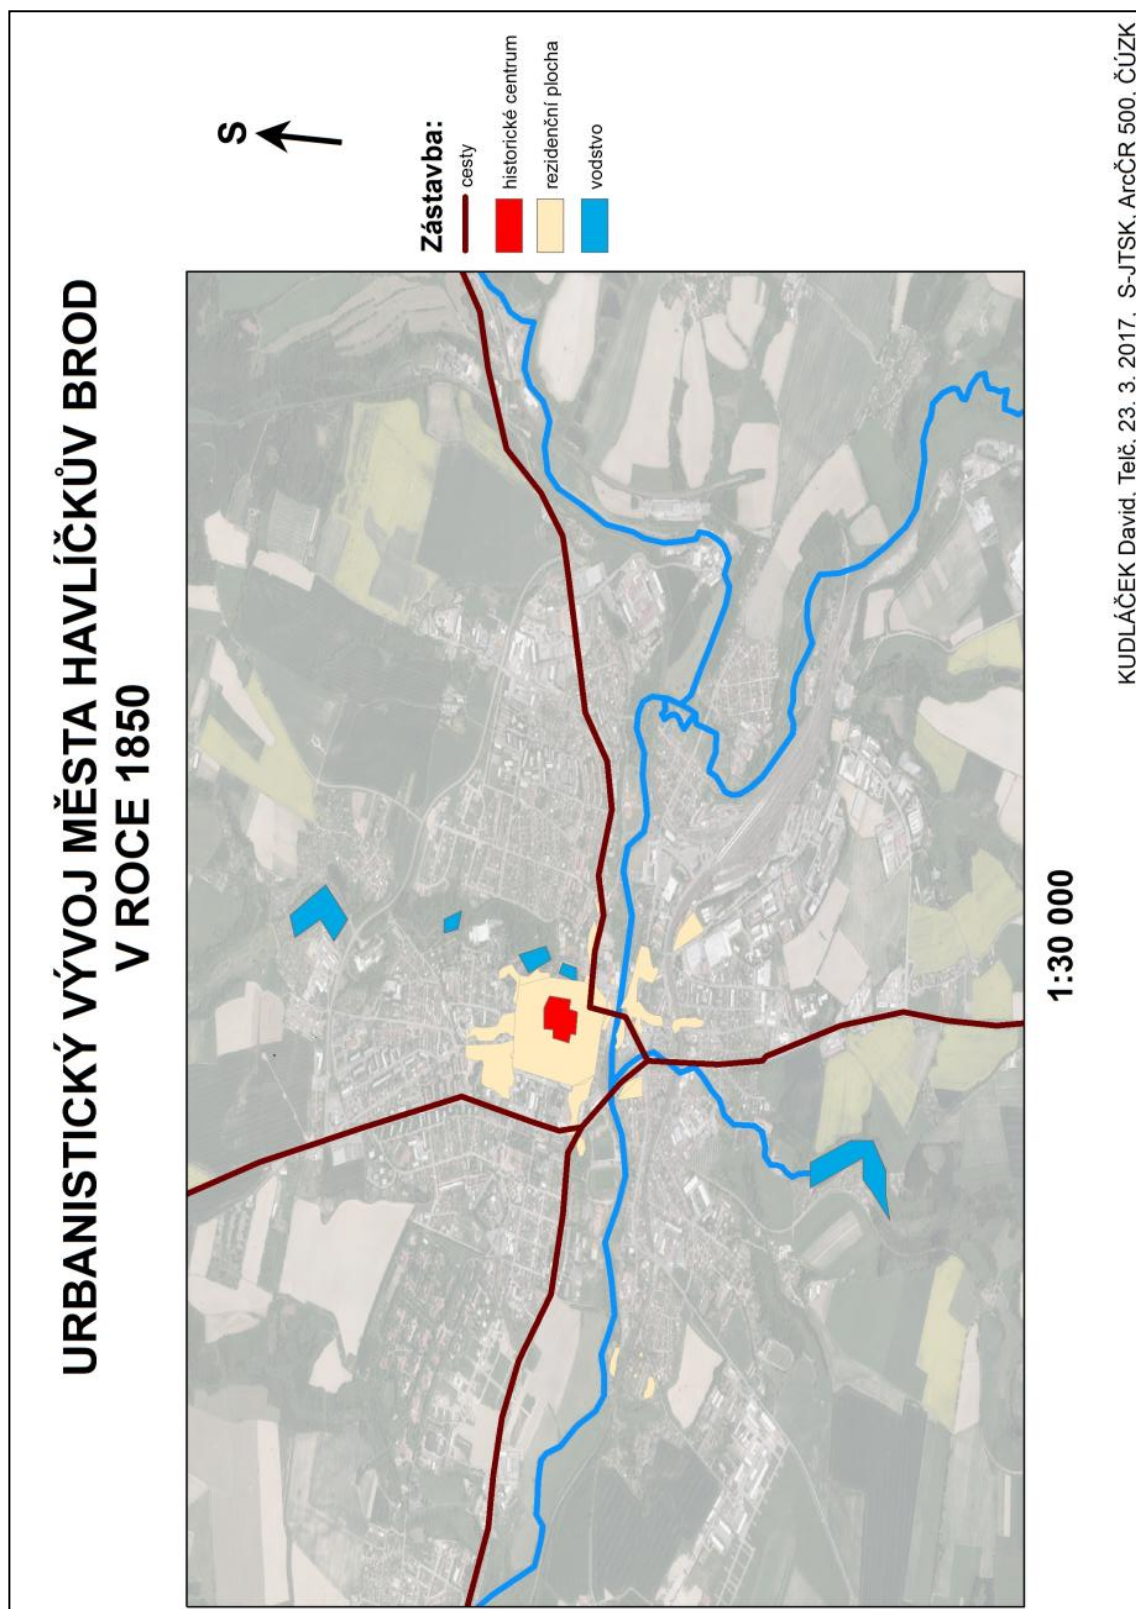 URBANISTICKÝ VÝVOJ MĚSTA HAVLÍČKŮV BROD
V ROCE 1850
S
Zástavba:
cesty
historické centrum
rezidenční plocha
vodstvo
1:30 000
KUDLÁČEK David, Telč, 23. 3. 2017, S-JTSK, ArcČR 500, ČÚZK